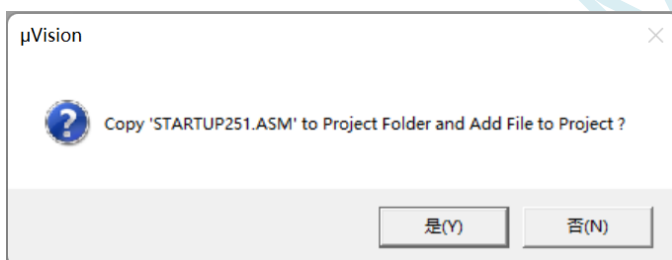 µVision
Copy 'STARTUP251.ASM' to Project Folder and Add File to Project ?
是(Y)
否(N)